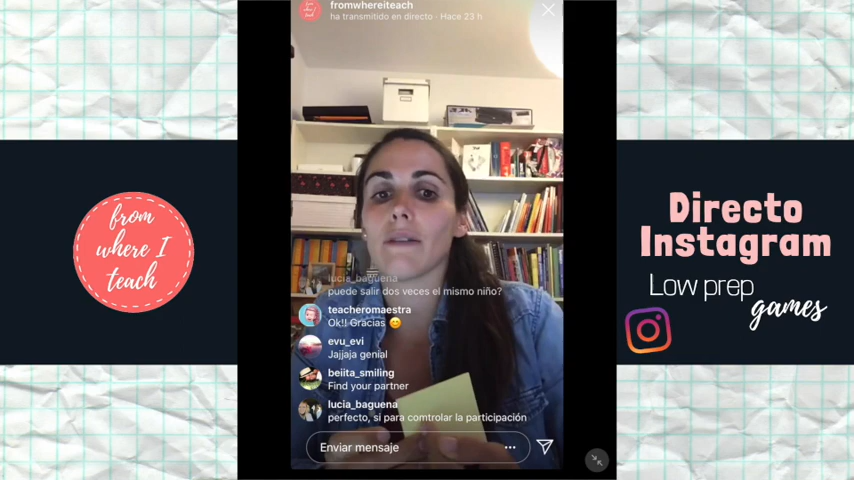 from
where I
teach
fromwhereiteach
ha transmitido en directo · Hace 23 h
lucia_baguena
puede salir dos veces el mismo niño?
teacheromaestra
Ok!! Gracias 😊
evu_evi
Jajjaja genial
beiita_smiling
Find your partner
lucia_baguena
perfecto, si para comtrolar la participación
Enviar mensaje
Directo
Instagram
Low prep
games